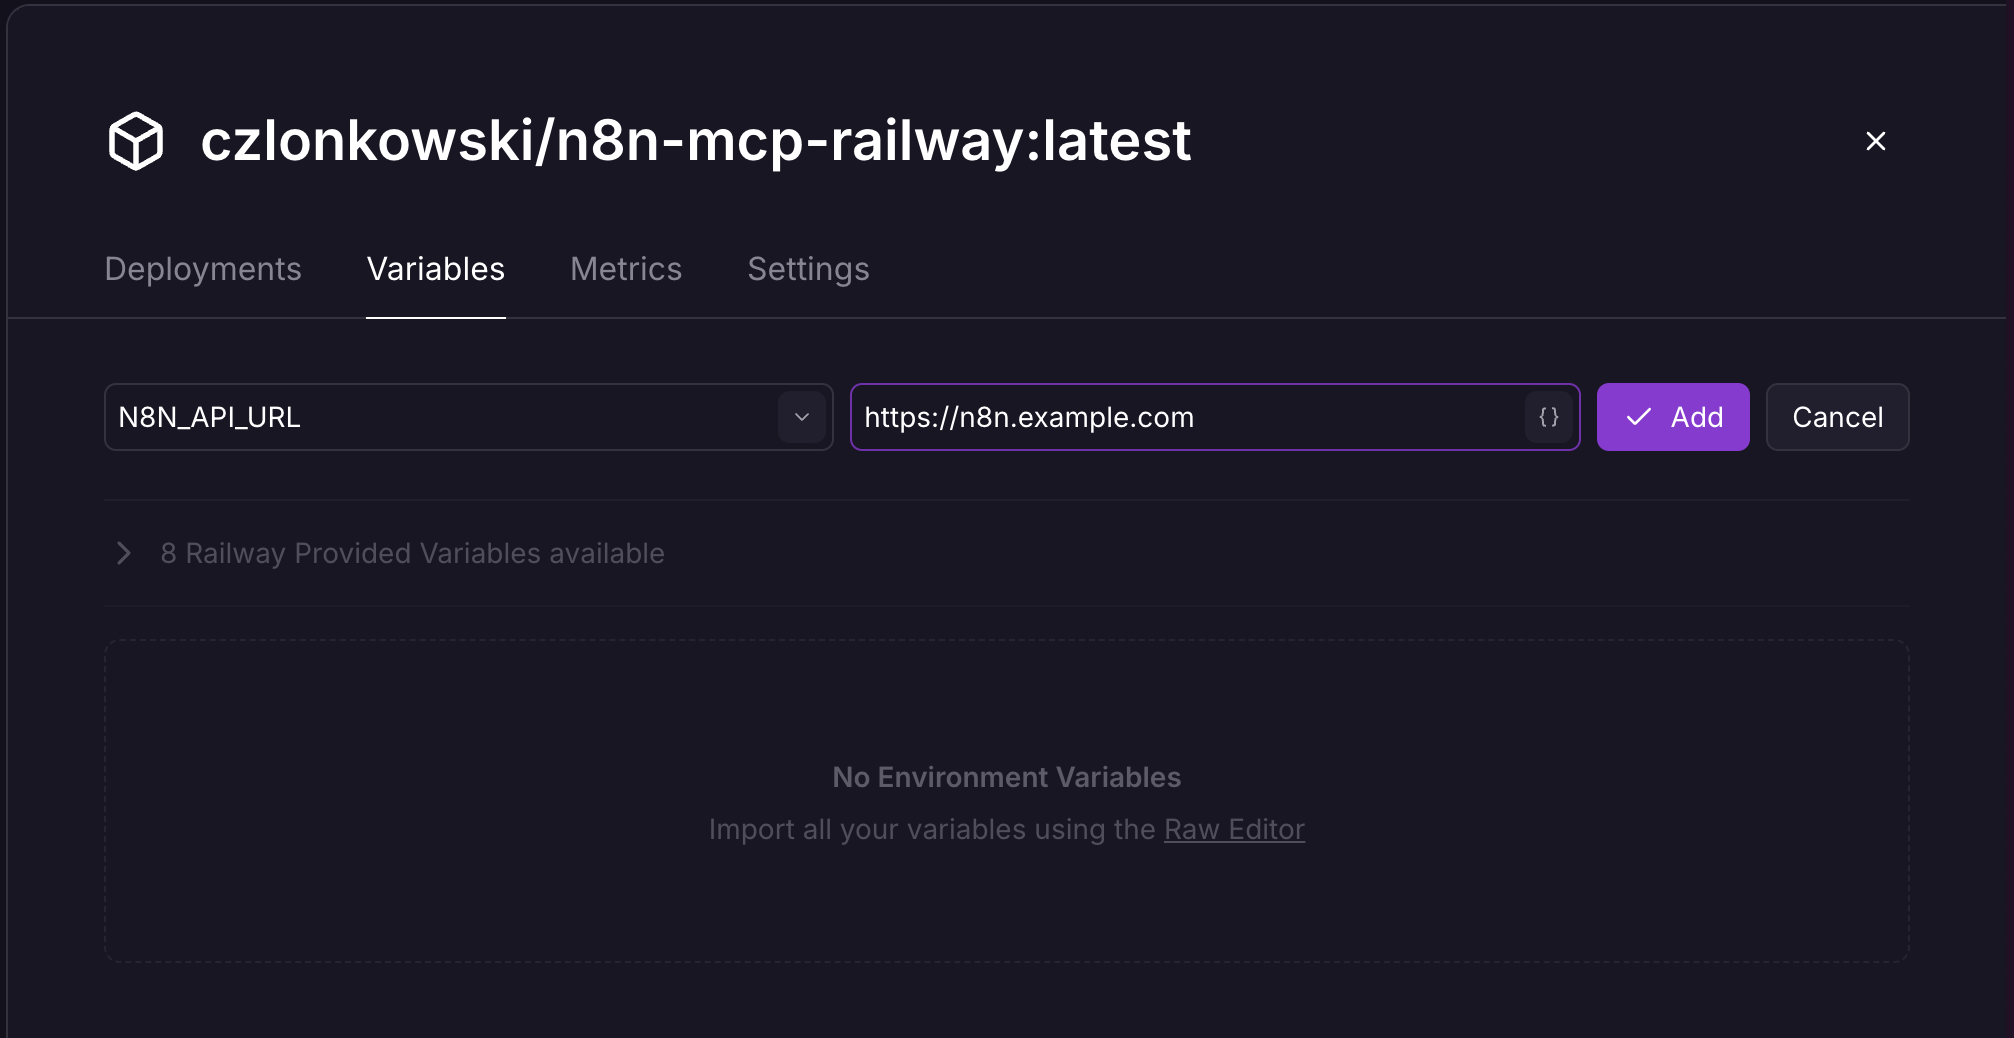 czlonkowski/n8n-mcp-railway:latest
Deployments Variables Metrics Settings
N8N_API_URL https://n8n.example.com {} Add Cancel
8 Railway Provided Variables available
No Environment Variables
Import all your variables using the Raw Editor